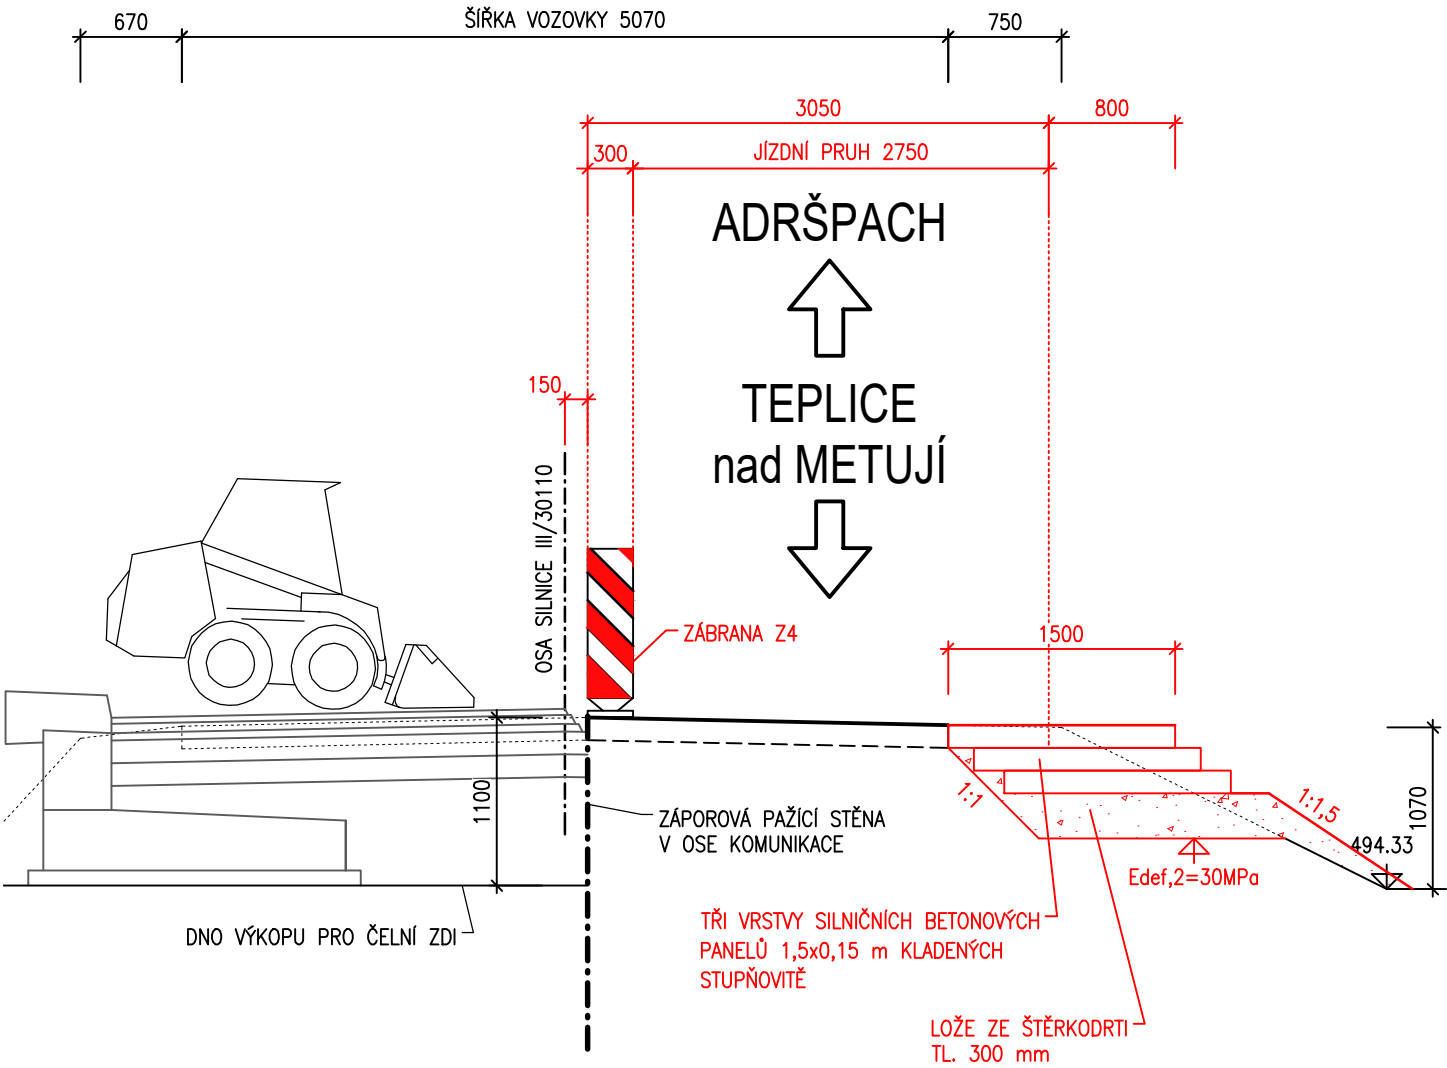 670
ŠÍŘKA VOZOVKY 5070
750
3050
800
300
JÍZDNÍ PRUH 2750
ADRŠPACH
TEPLICE
nad METUJÍ
150
OSA SILNICE III/30110
ZÁBRANA Z4
1500
1:1
1:1,5
1100
1070
494.33
ZÁPOROVÁ PAŽÍCÍ STĚNA
V OSE KOMUNIKACE
Edef,2=30MPa
DNO VÝKOPU PRO ČELNÍ ZDI
TŘI VRSTVY SILNIČNÍCH BETONOVÝCH
PANELŮ 1,5x0,15 m KLADENÝCH
STUPŇOVITĚ
LOŽE ZE ŠTĚRKODRTI
TL. 300 mm